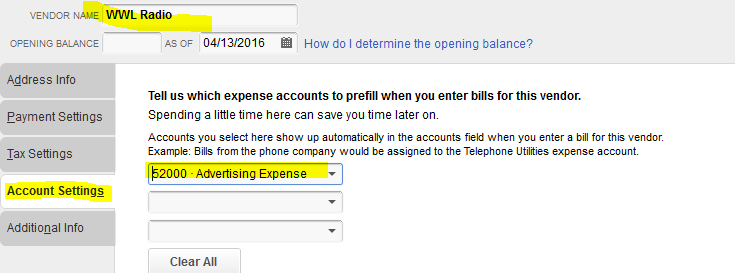 VENDOR NAME WWL Radio
OPENING BALANCE AS OF 04/13/2016 How do I determine the opening balance?
Address Info
Payment Settings
Tax Settings
Account Settings
Additional Info
Tell us which expense accounts to prefill when you enter bills for this vendor.
Spending a little time here can save you time later on.
Accounts you select here show up automatically in the accounts field when you enter a bill for this vendor.
Example: Bills from the phone company would be assigned to the Telephone Utilities expense account.
52000 · Advertising Expense
Clear All